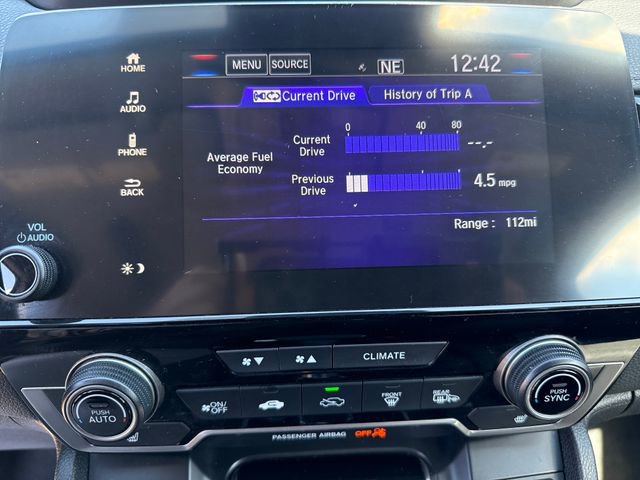 MENU SOURCE NE 12:42
HOME
Current Drive History of Trip A
AUDIO
0 40 80
Current
Drive
--.-
PHONE
Average Fuel
Economy
Previous
Drive
4.5 mpg
BACK
Range : 112mi
VOL
AUDIO
CLIMATE
PUSH
AUTO
ON/
OFF
FRONT
REAR
PUSH
SYNC
PASSENGER AIRBAG OFF